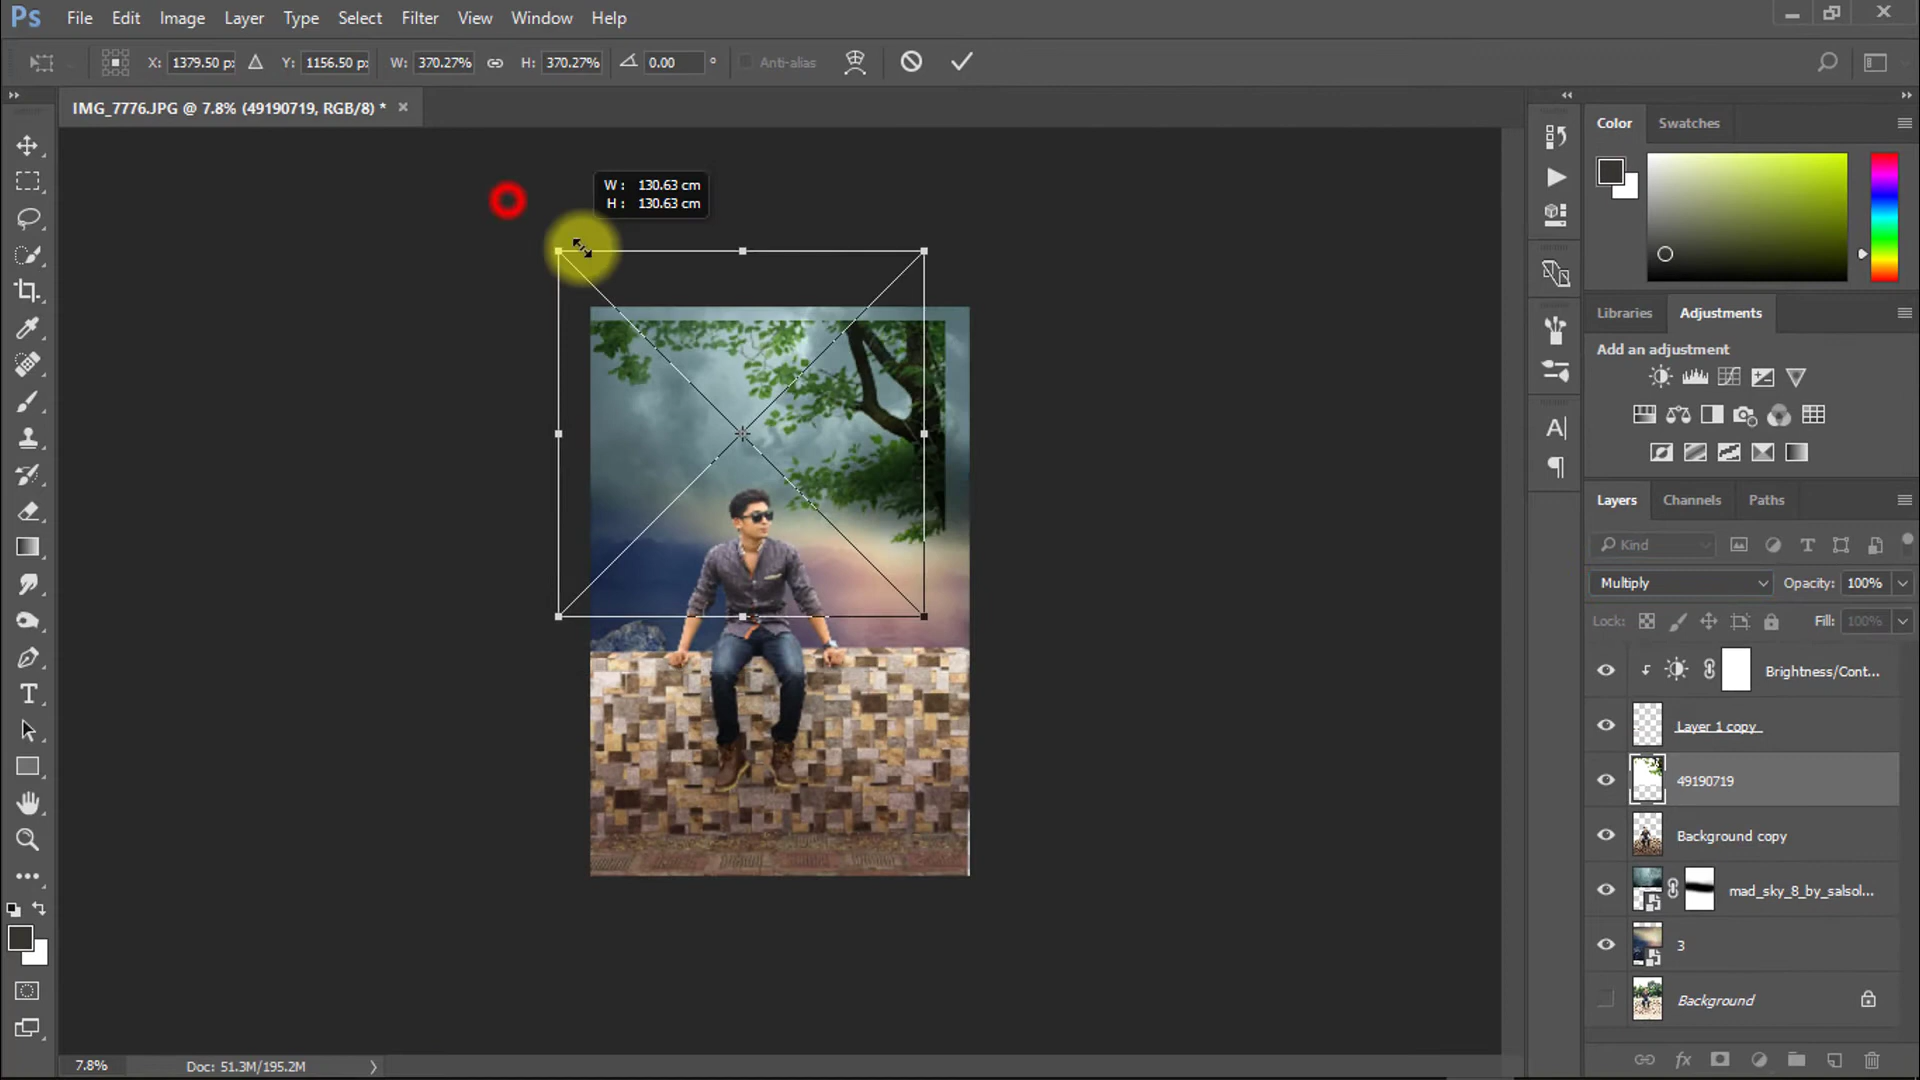 Ps File Edit Image Layer Type Select Filter View Window Help
X: 1379.50 px Y: 1156.50 px W: 370.27% H: 370.27% 0.00 ° Anti-alias
IMG_7776.JPG @ 7.8% (49190719, RGB/8) * ×
W : 130.63 cm
H : 130.63 cm
Color Swatches
Libraries Adjustments
Add an adjustment
Layers Channels Paths
Kind
Multiply Opacity: 100%
Lock: Fill: 100%
Brightness/Cont...
Layer 1 copy
49190719
Background copy
mad_sky_8_by_salsol...
3
Background
7.8% Doc: 51.3M/195.2M